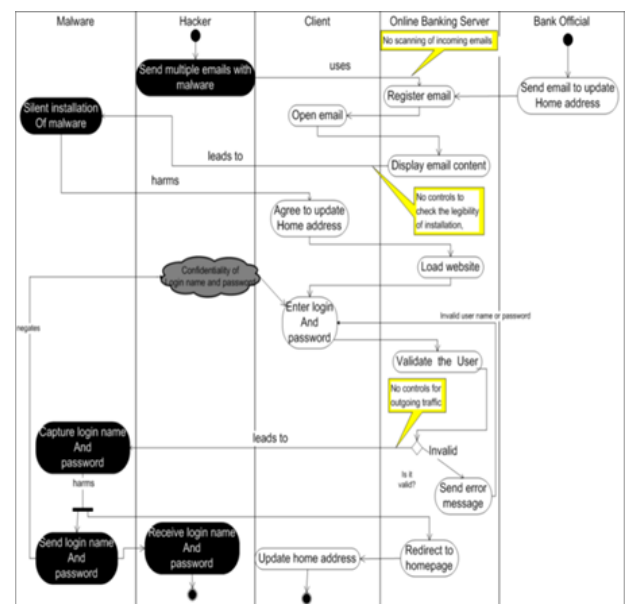 Malware
Hacker
Client
Online Banking Server
Bank Official
No scanning of incoming emails
Send multiple emails with
malware
uses
Register email
Send email to update
Home address
Silent installation
Of malware
Open email
leads to
Display email content
harms
No controls to
check the legibility
of installation,
Agree to update
Home address
Load website
Confidentiality of
Login name and password
Enter login
And
password
Invalid user name or password
negates
Validate the User
No controls for
outgoing traffic
Capture login name
And
password
leads to
Invalid
Is it
valid?
harms
Send error
message
Send login name
And
password
Receive login name
And
password
Update home address
Redirect to
homepage